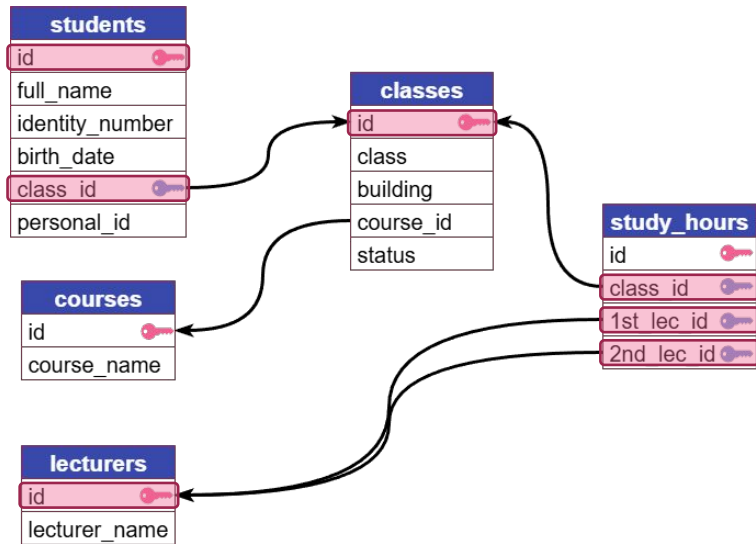 students
id
full_name
identity_number
birth_date
class_id
personal_id
classes
id
class
building
course_id
status
study_hours
id
class_id
1st_lec_id
2nd_lec_id
courses
id
course_name
lecturers
id
lecturer_name